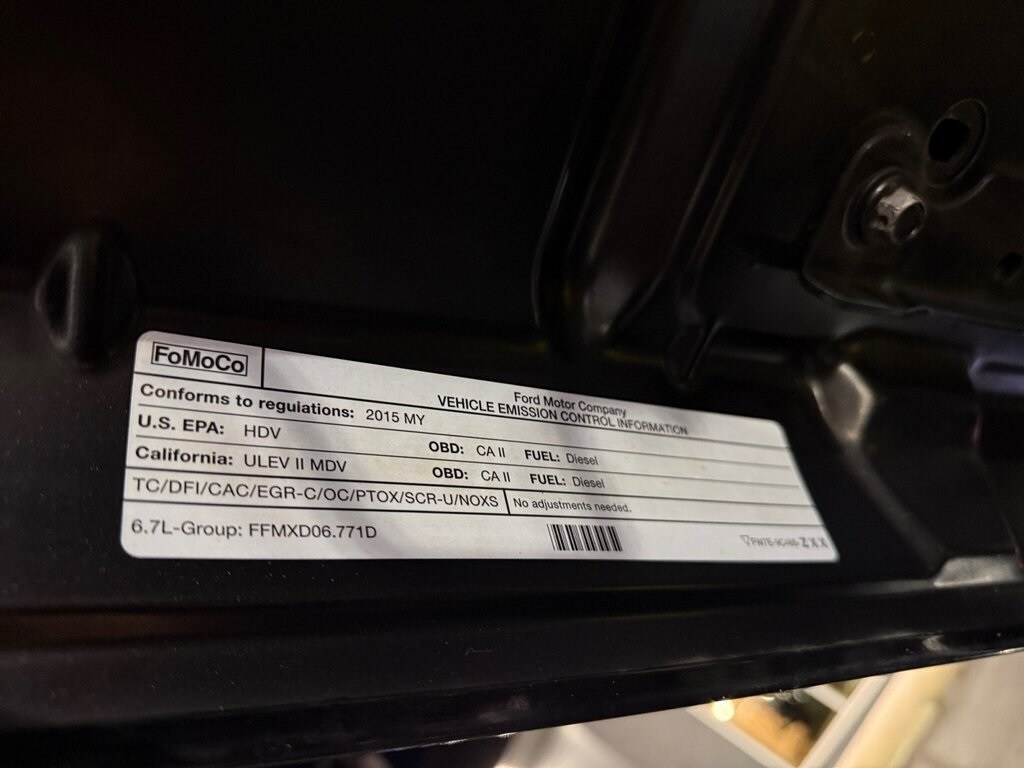 FoMoCo
Ford Motor Company
VEHICLE EMISSION CONTROL INFORMATION
Conforms to regulations: 2015 MY
U.S. EPA: HDV OBD: CA II FUEL: Diesel
California: ULEV II MDV OBD: CA II FUEL: Diesel
TC/DFI/CAC/EGR-C/OC/PTOX/SCR-U/NOXS No adjustments needed.
6.7L-Group: FFMXD06.771D
ZXX